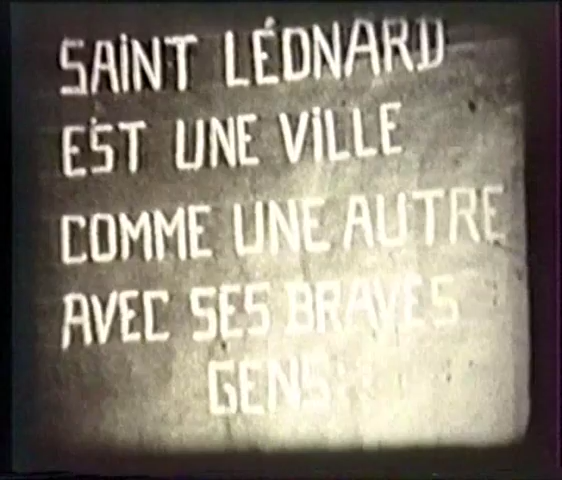 SAINT LÉONARD
EST UNE VILLE
COMME UNE AUTRE
AVEC SES BRAVES
GENS